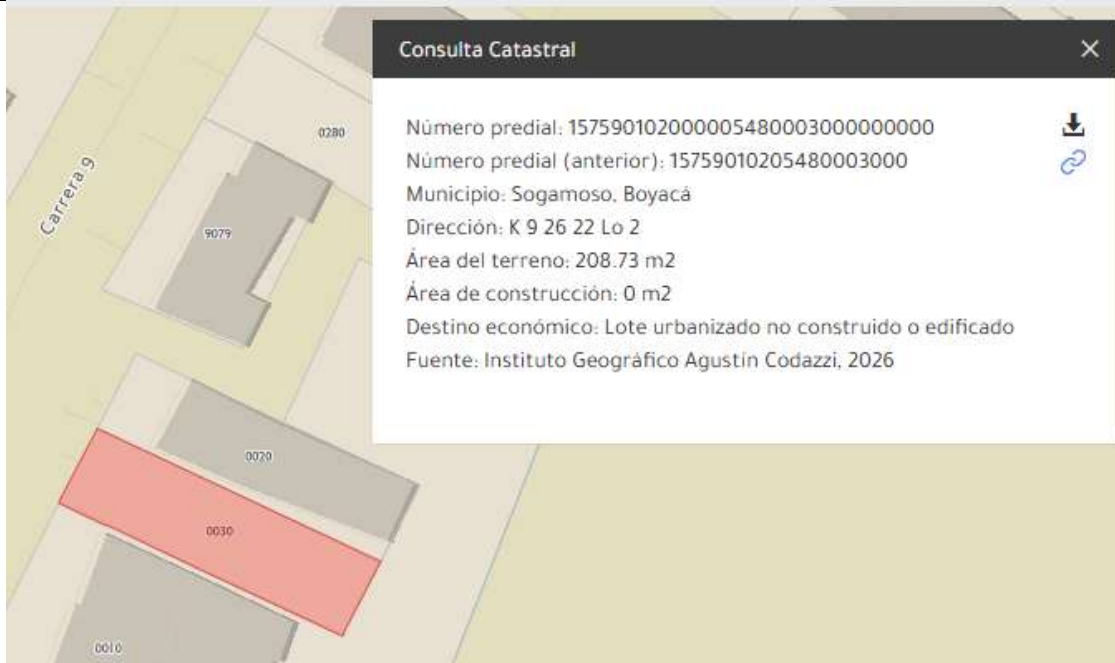 Consulta Catastral
Número predial: 157590102000005480003000000000
Número predial (anterior): 15759010205480003000
Municipio: Sogamoso, Boyacá
Dirección: K 9 26 22 Lo 2
Área del terreno: 208.73 m2
Área de construcción: 0 m2
Destino económico: Lote urbanizado no construido o edificado
Fuente: Instituto Geográfico Agustín Codazzi, 2026
0280
Carrera 9
9079
0020
0030
0010